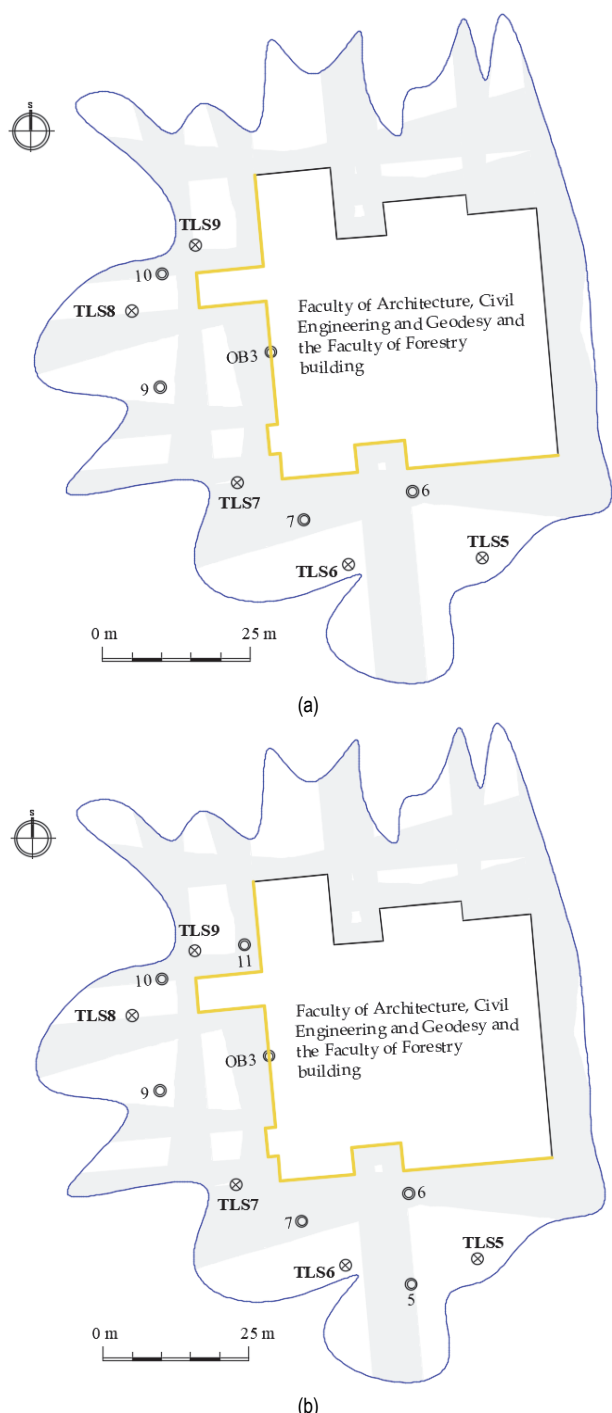 S
TLS9
10
TLS8
Faculty of Architecture, Civil
Engineering and Geodesy and
the Faculty of Forestry
building
OB3
9
TLS7
6
7
TLS6
TLS5
0 m 25 m
(a)
S
TLS9
11
10
TLS8
Faculty of Architecture, Civil
Engineering and Geodesy and
the Faculty of Forestry
building
OB3
9
TLS7
6
7
TLS5
TLS6
5
0 m 25 m
(b)